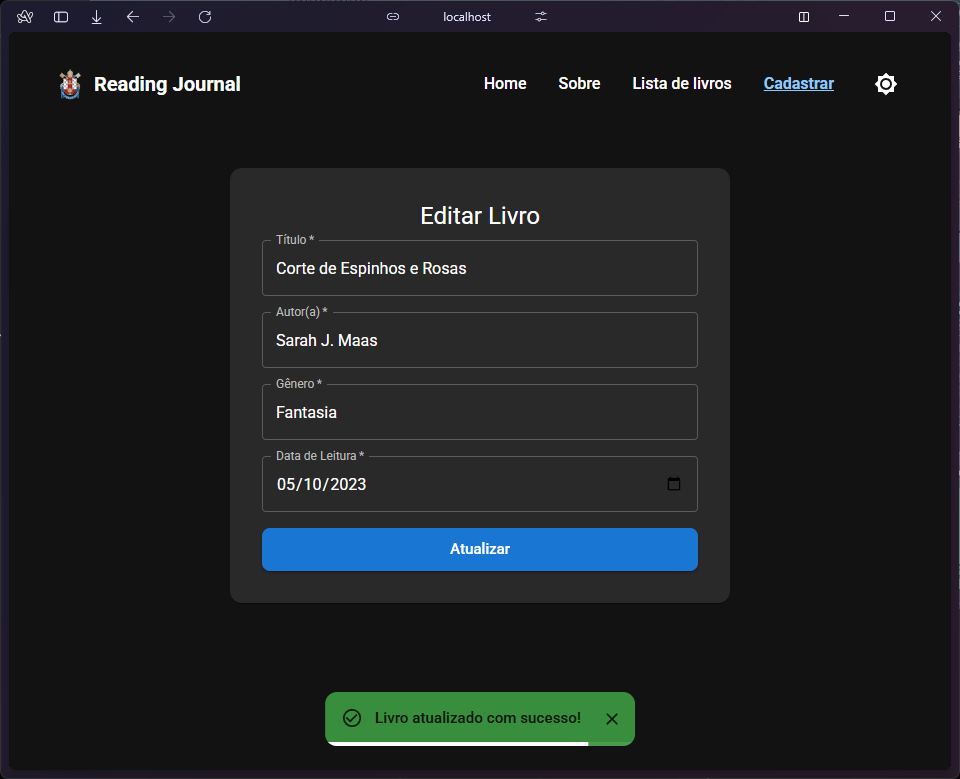 localhost
Reading Journal
Home Sobre Lista de livros Cadastrar
Editar Livro
Título *
Corte de Espinhos e Rosas
Autor(a) *
Sarah J. Maas
Gênero *
Fantasia
Data de Leitura *
05/10/2023
Atualizar
Livro atualizado com sucesso!